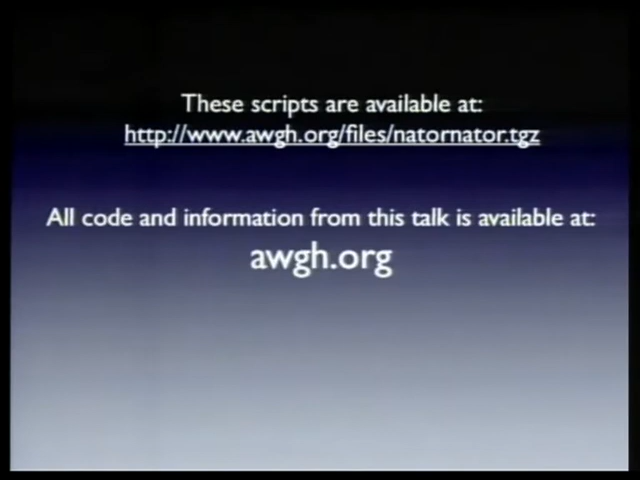 These scripts are available at:
http://www.awgh.org/files/natornator.tgz
All code and information from this talk is available at:
awgh.org